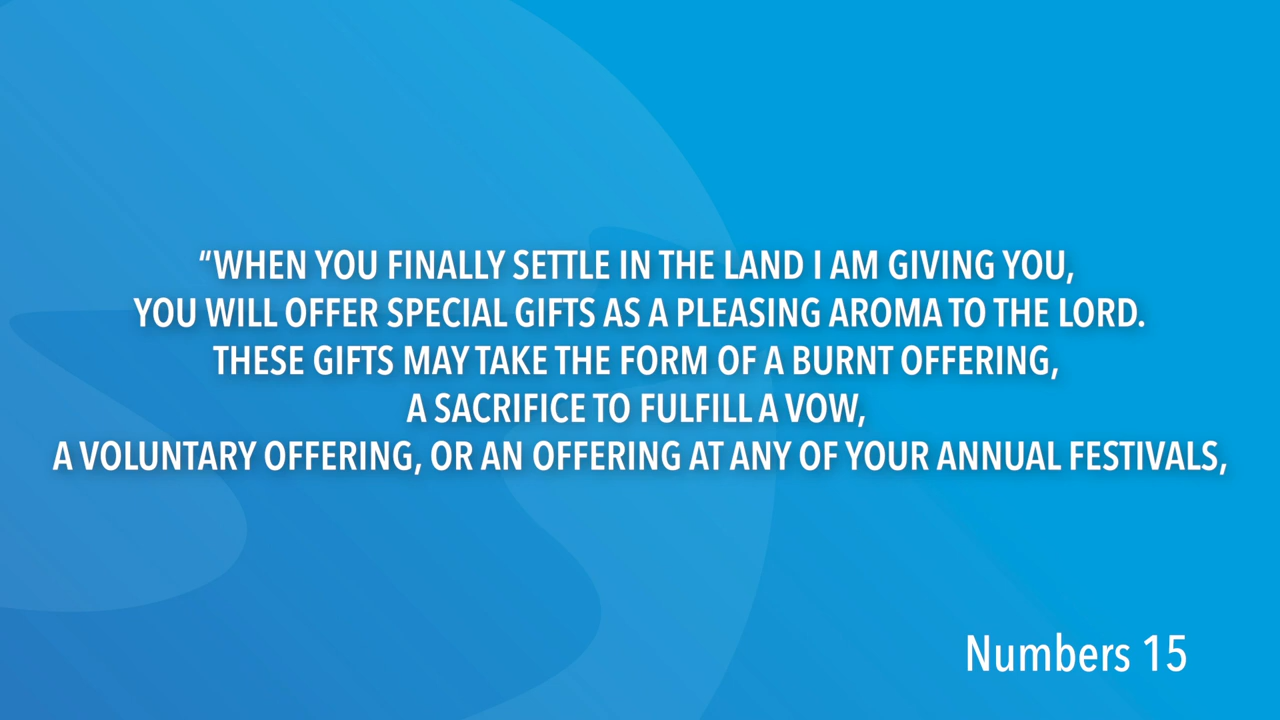 “WHEN YOU FINALLY SETTLE IN THE LAND I AM GIVING YOU,
YOU WILL OFFER SPECIAL GIFTS AS A PLEASING AROMA TO THE LORD.
THESE GIFTS MAY TAKE THE FORM OF A BURNT OFFERING,
A SACRIFICE TO FULFILL A VOW,
A VOLUNTARY OFFERING, OR AN OFFERING AT ANY OF YOUR ANNUAL FESTIVALS,
Numbers 15